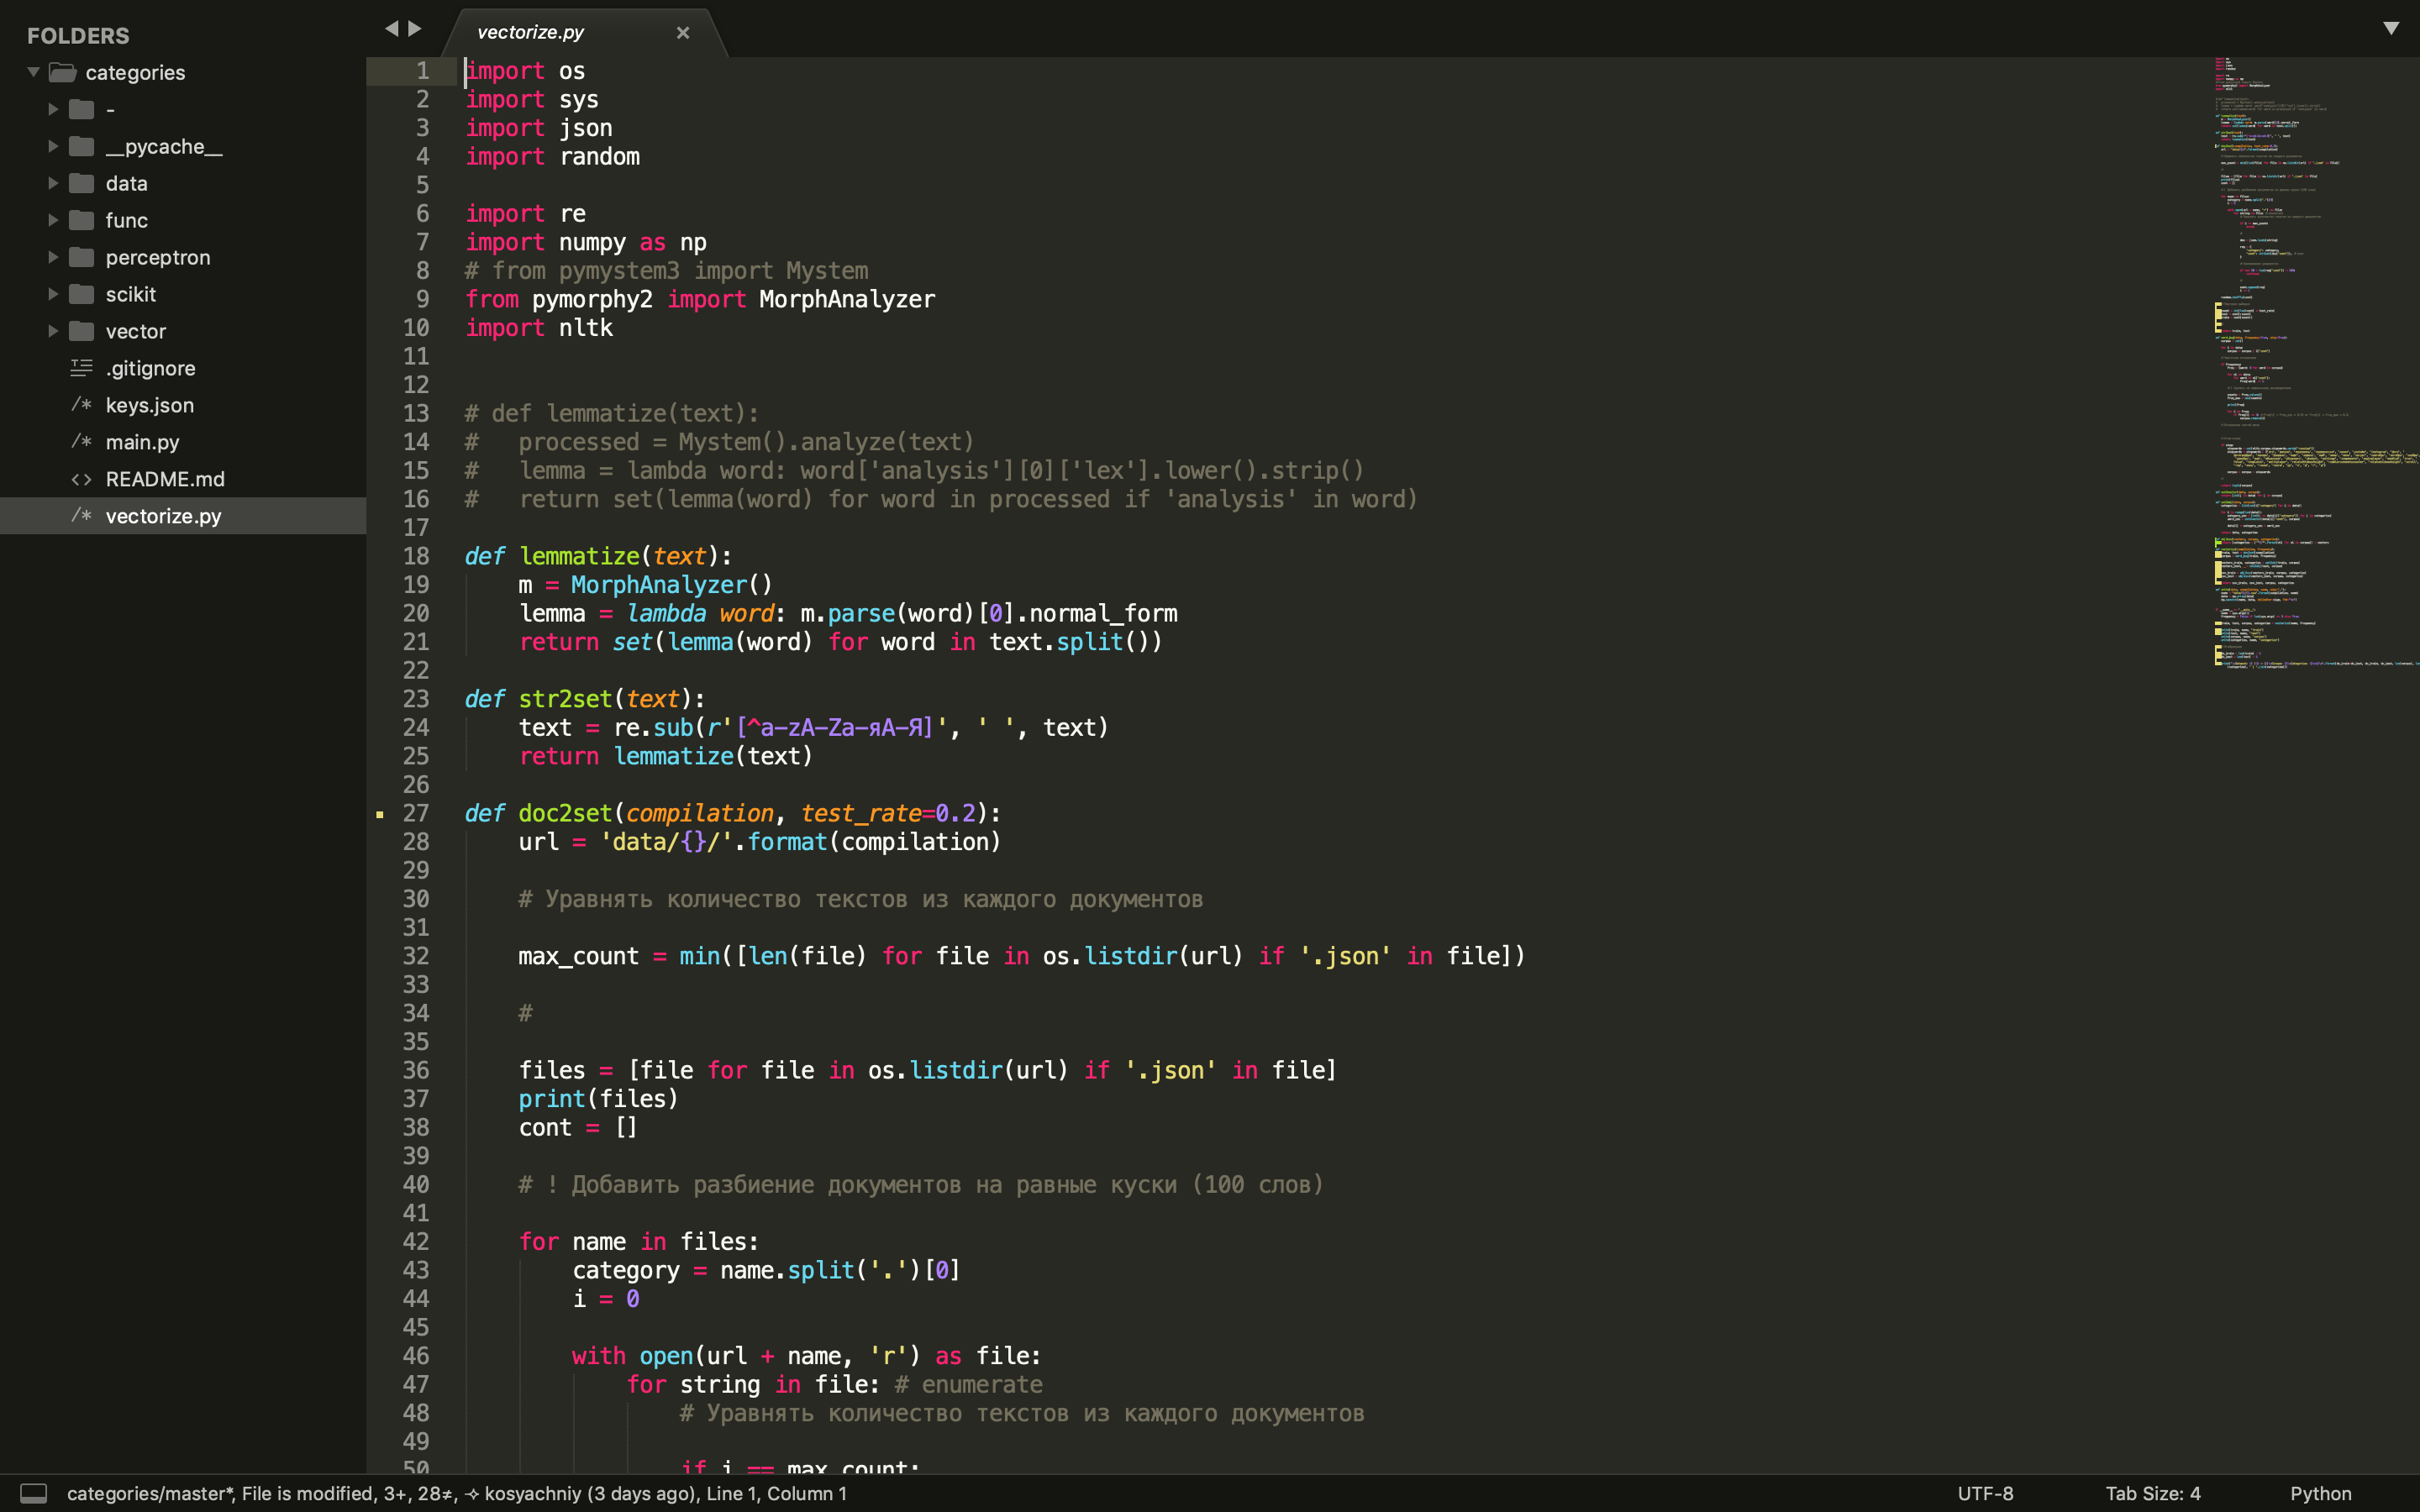 FOLDERS
categories
-
__pycache__
data
func
perceptron
scikit
vector
.gitignore
/* keys.json
/* main.py
<> README.md
/* vectorize.py
vectorize.py ×
1 import os
2 import sys
3 import json
4 import random
5
6 import re
7 import numpy as np
8 # from pymystem3 import Mystem
9 from pymorphy2 import MorphAnalyzer
10 import nltk
11
12
13 # def lemmatize(text):
14 #   processed = Mystem().analyze(text)
15 #   lemma = lambda word: word['analysis'][0]['lex'].lower().strip()
16 #   return set(lemma(word) for word in processed if 'analysis' in word)
17
18 def lemmatize(text):
19     m = MorphAnalyzer()
20     lemma = lambda word: m.parse(word)[0].normal_form
21     return set(lemma(word) for word in text.split())
22
23 def str2set(text):
24     text = re.sub(r'[^a-zA-Zа-яА-Я]', ' ', text)
25     return lemmatize(text)
26
27 def doc2set(compilation, test_rate=0.2):
28     url = 'data/{}/'.format(compilation)
29
30     # Уравнять количество текстов из каждого документов
31
32     max_count = min([len(file) for file in os.listdir(url) if '.json' in file])
33
34     #
35
36     files = [file for file in os.listdir(url) if '.json' in file]
37     print(files)
38     cont = []
39
40     # ! Добавить разбиение документов на равные куски (100 слов)
41
42     for name in files:
43         category = name.split('.')[0]
44         i = 0
45
46         with open(url + name, 'r') as file:
47             for string in file: # enumerate
48                 # Уравнять количество текстов из каждого документов
49
50                 if i == max_count:
categories/master*, File is modified, 3+, 28≠, ✧ kosyachniy (3 days ago), Line 1, Column 1
UTF-8
Tab Size: 4
Python